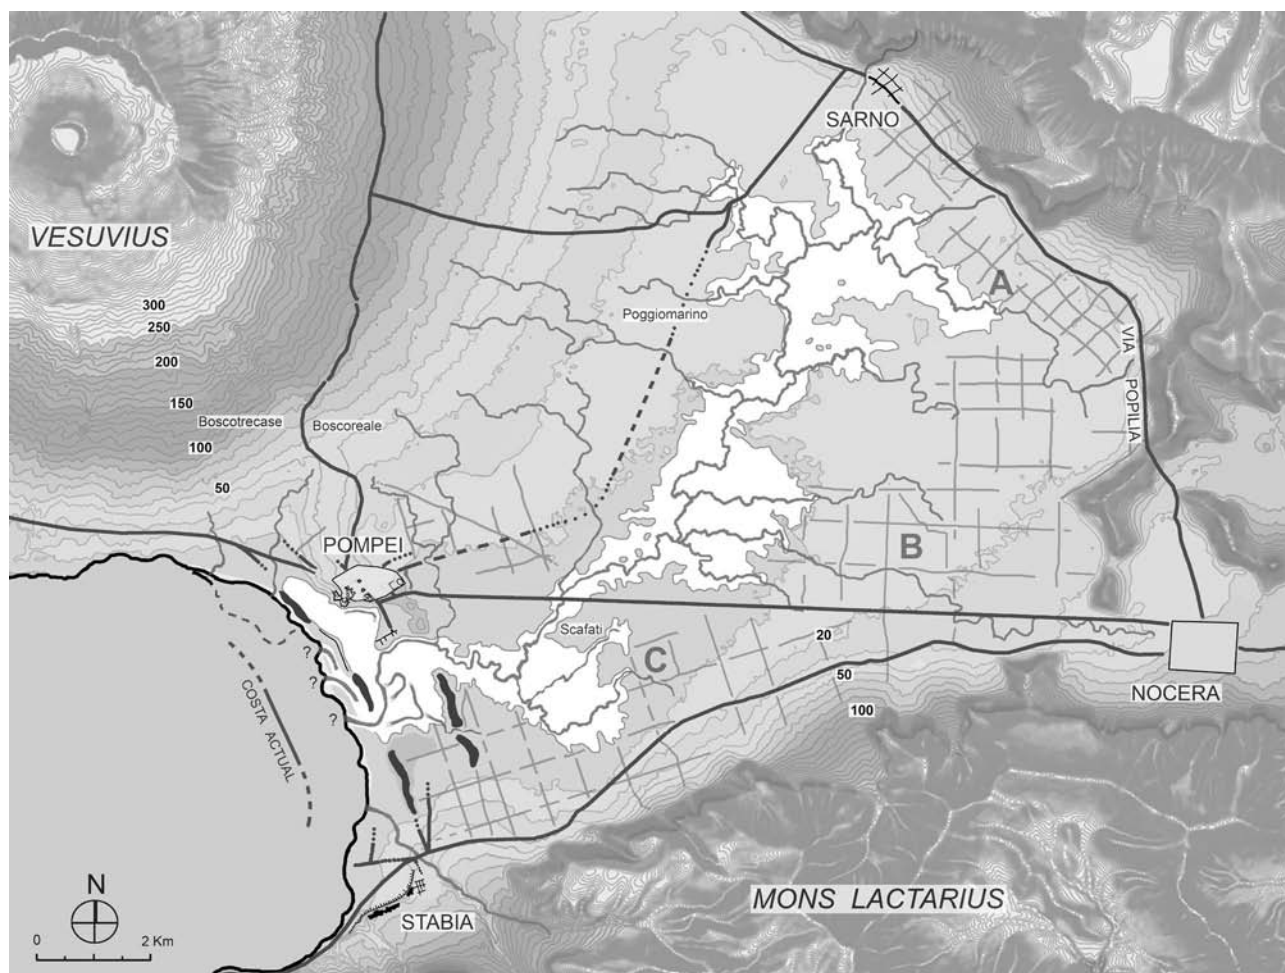 SARNO
VESUVIUS
A
300
250
200
150
100
50
Poggiomarino
VIA
POPILIA
Boscotrecase
Boscoreale
POMPEI
B
Scafati
C
20
50
100
?
?
?
COSTA ACTUAL
NOCERA
N
0
2 Km
STABIA
MONS LACTARIUS